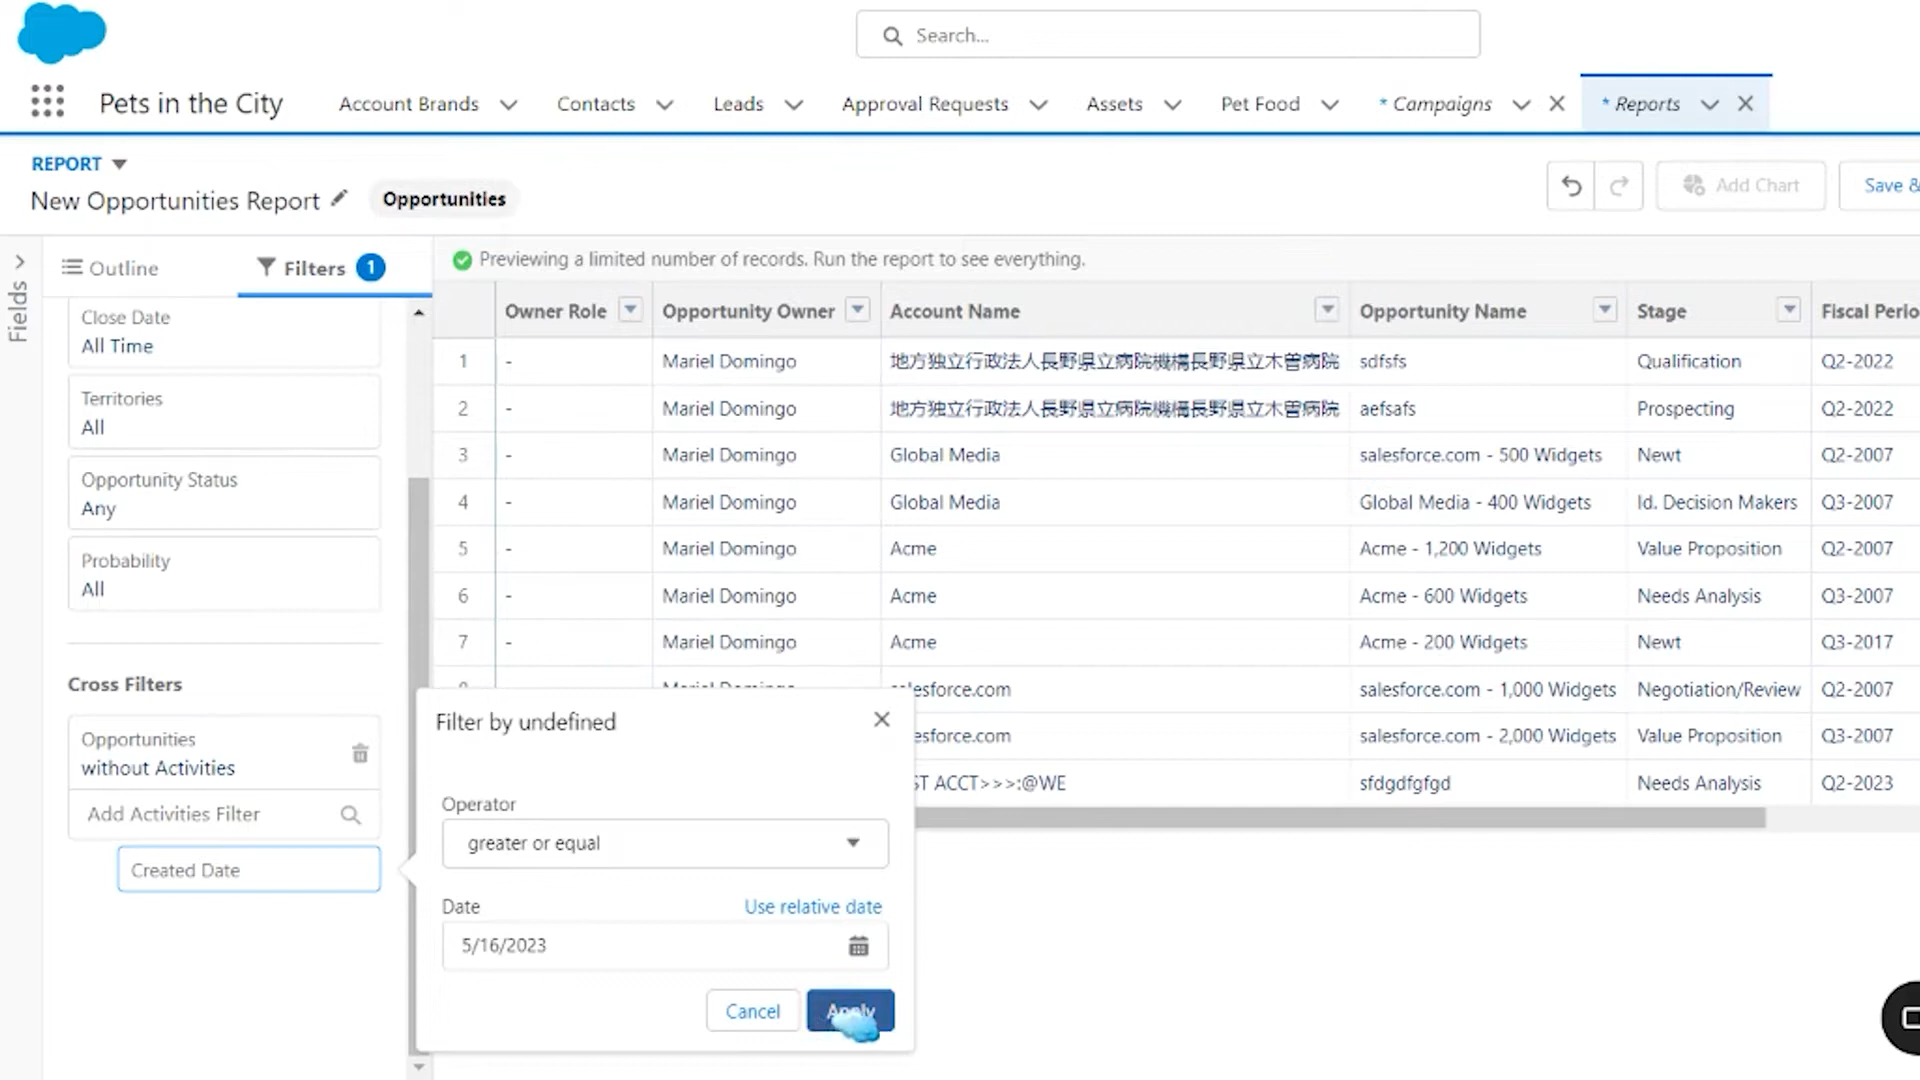 Search...
Pets in the City Account Brands Contacts Leads Approval Requests Assets Pet Food * Campaigns * Reports
REPORT
New Opportunities Report Opportunities
Add Chart Save &
Fields
Outline Filters 1
Previewing a limited number of records. Run the report to see everything.
Close Date
All Time
Territories
All
Opportunity Status
Any
Probability
All
Cross Filters
Opportunities
without Activities
Add Activities Filter
Created Date
Owner Role Opportunity Owner Account Name Opportunity Name Stage Fiscal Perio
1 - Mariel Domingo 地方独立行政法人長野県立病院機構長野県立木曽病院 sdfsfs Qualification Q2-2022
2 - Mariel Domingo 地方独立行政法人長野県立病院機構長野県立木曽病院 aefsafs Prospecting Q2-2022
3 - Mariel Domingo Global Media salesforce.com - 500 Widgets Newt Q2-2007
4 - Mariel Domingo Global Media Global Media - 400 Widgets Id. Decision Makers Q3-2007
5 - Mariel Domingo Acme Acme - 1,200 Widgets Value Proposition Q2-2007
6 - Mariel Domingo Acme Acme - 600 Widgets Needs Analysis Q3-2007
7 - Mariel Domingo Acme Acme - 200 Widgets Newt Q3-2017
esforce.com salesforce.com - 1,000 Widgets Negotiation/Review Q2-2007
esforce.com salesforce.com - 2,000 Widgets Value Proposition Q3-2007
ST ACCT>>>:@WE sfdgdfgfgd Needs Analysis Q2-2023
Filter by undefined
Operator
greater or equal
Date Use relative date
5/16/2023
Cancel Apply